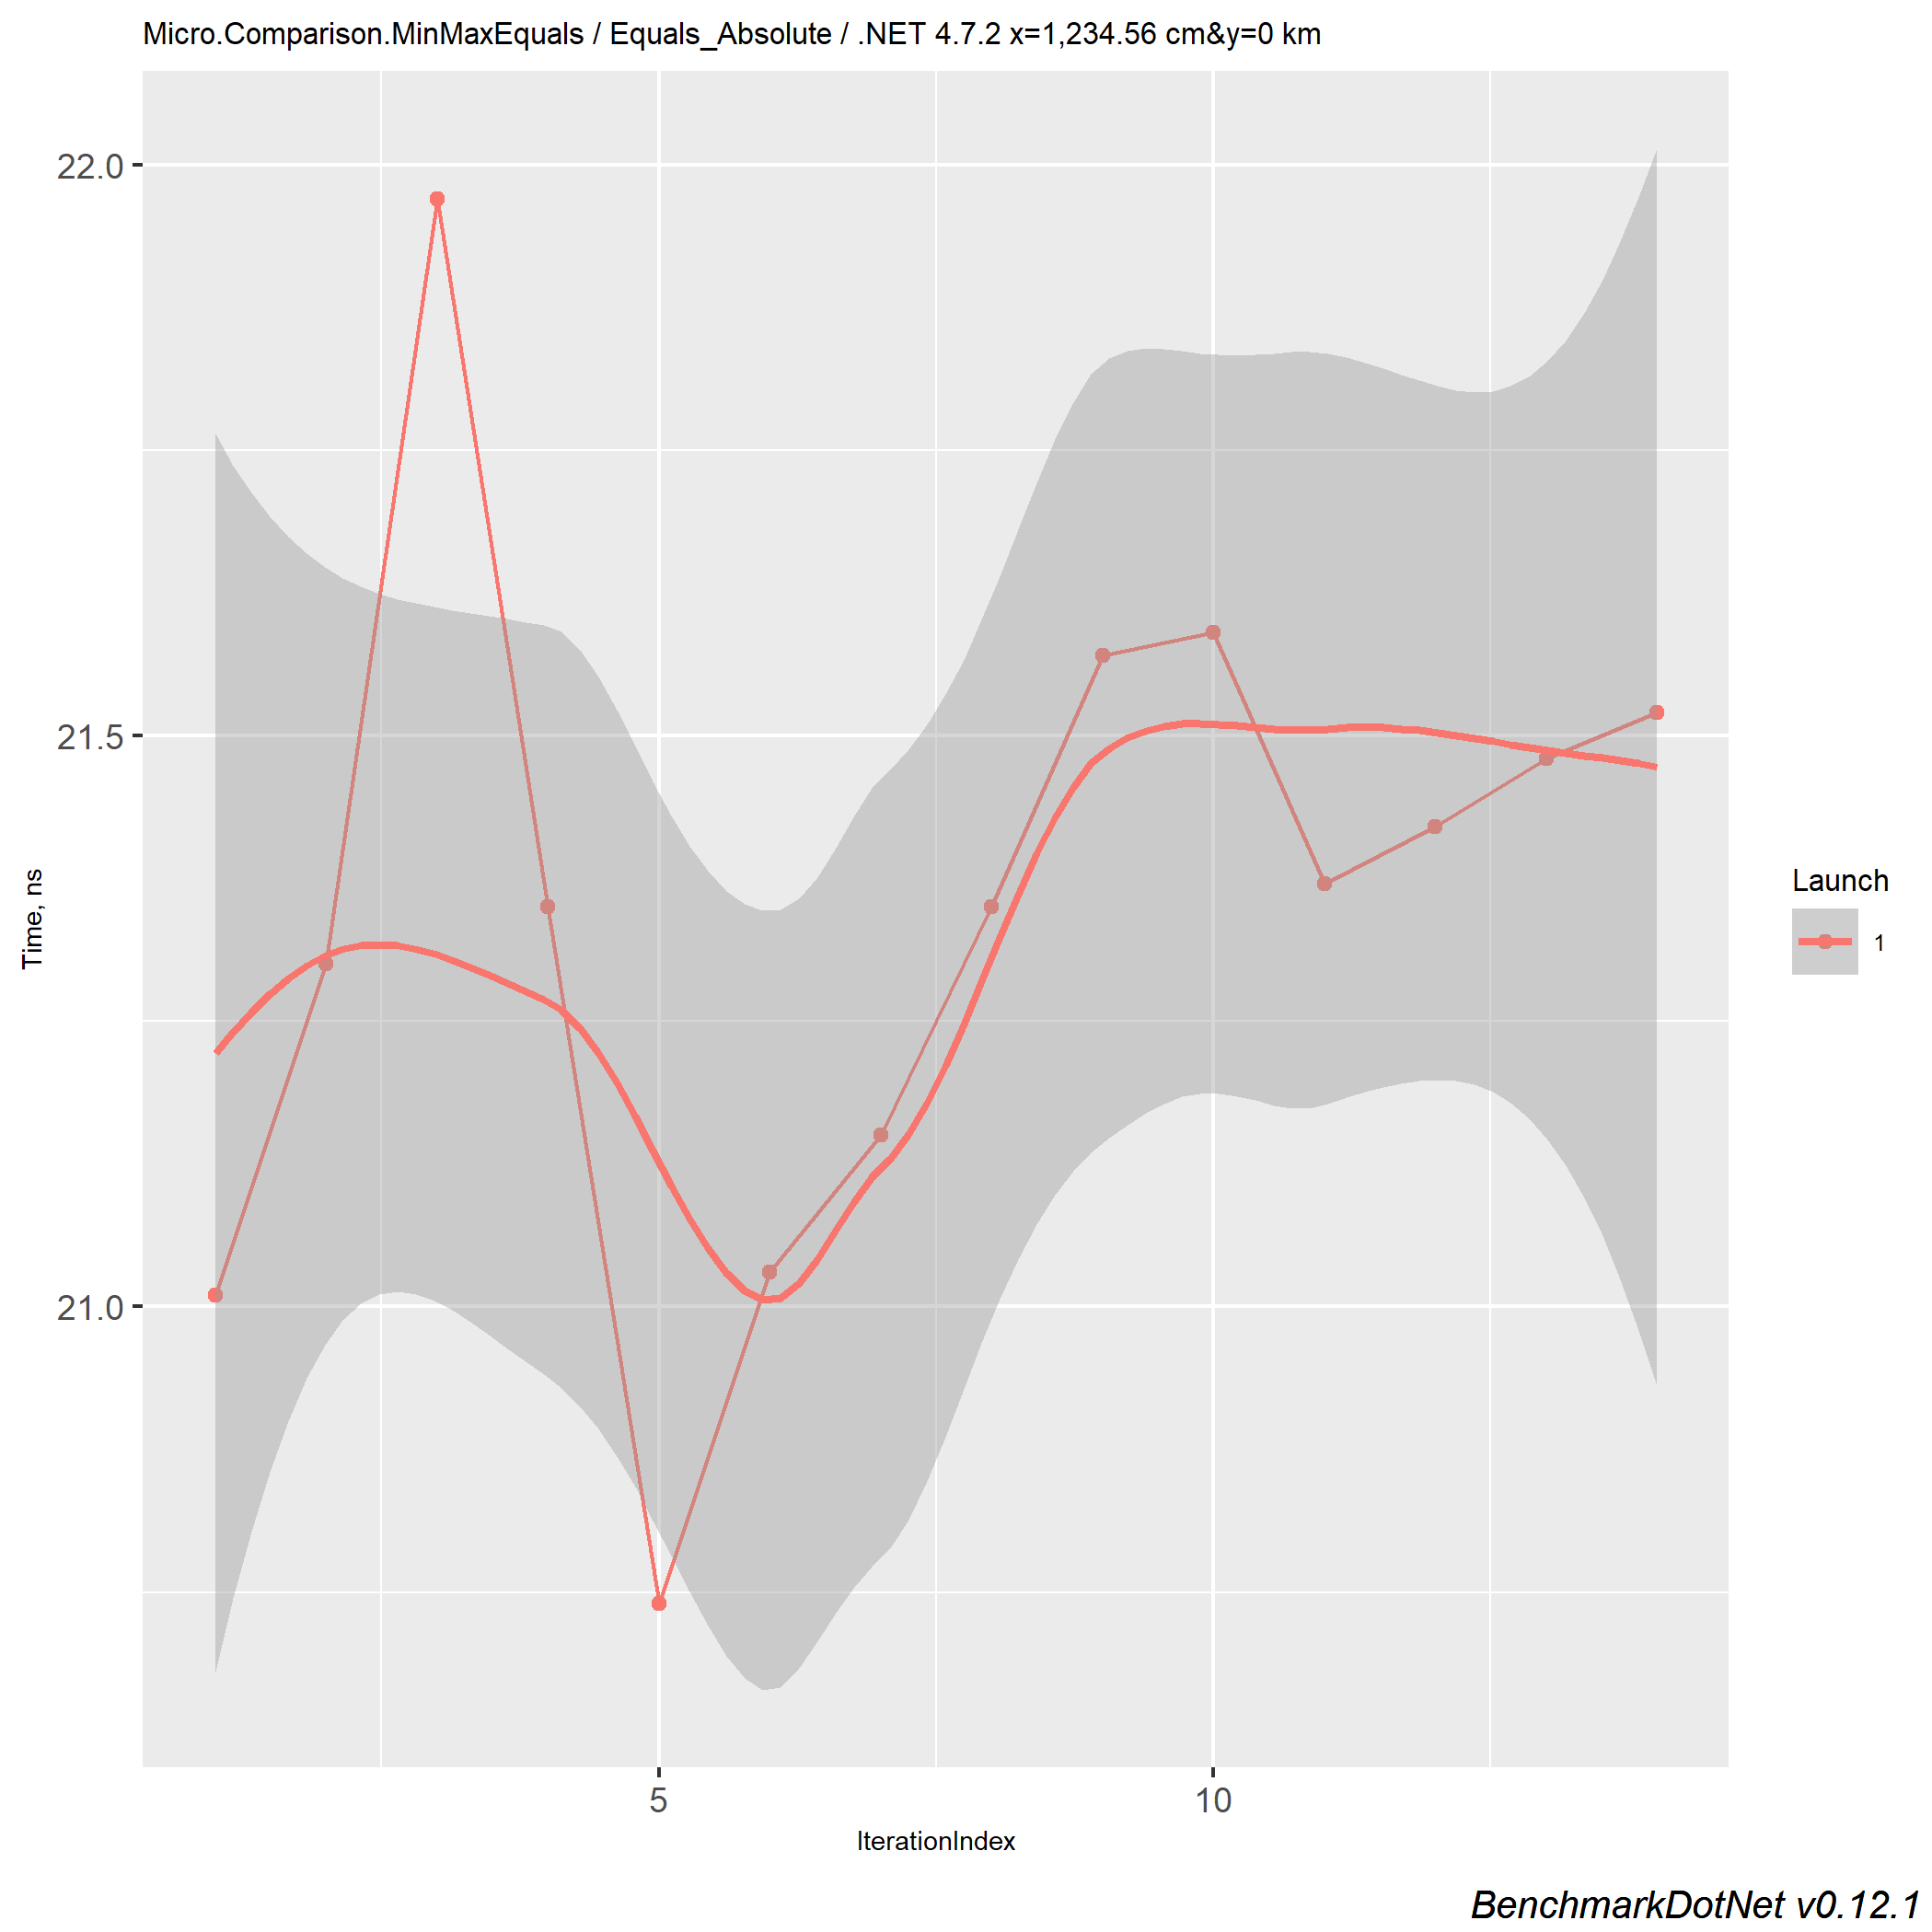 Micro.Comparison.MinMaxEquals / Equals_Absolute / .NET 4.7.2 x=1,234.56 cm&y=0 km
22.0
21.5
21.0
Time, ns
5
10
IterationIndex
Launch
1
BenchmarkDotNet v0.12.1